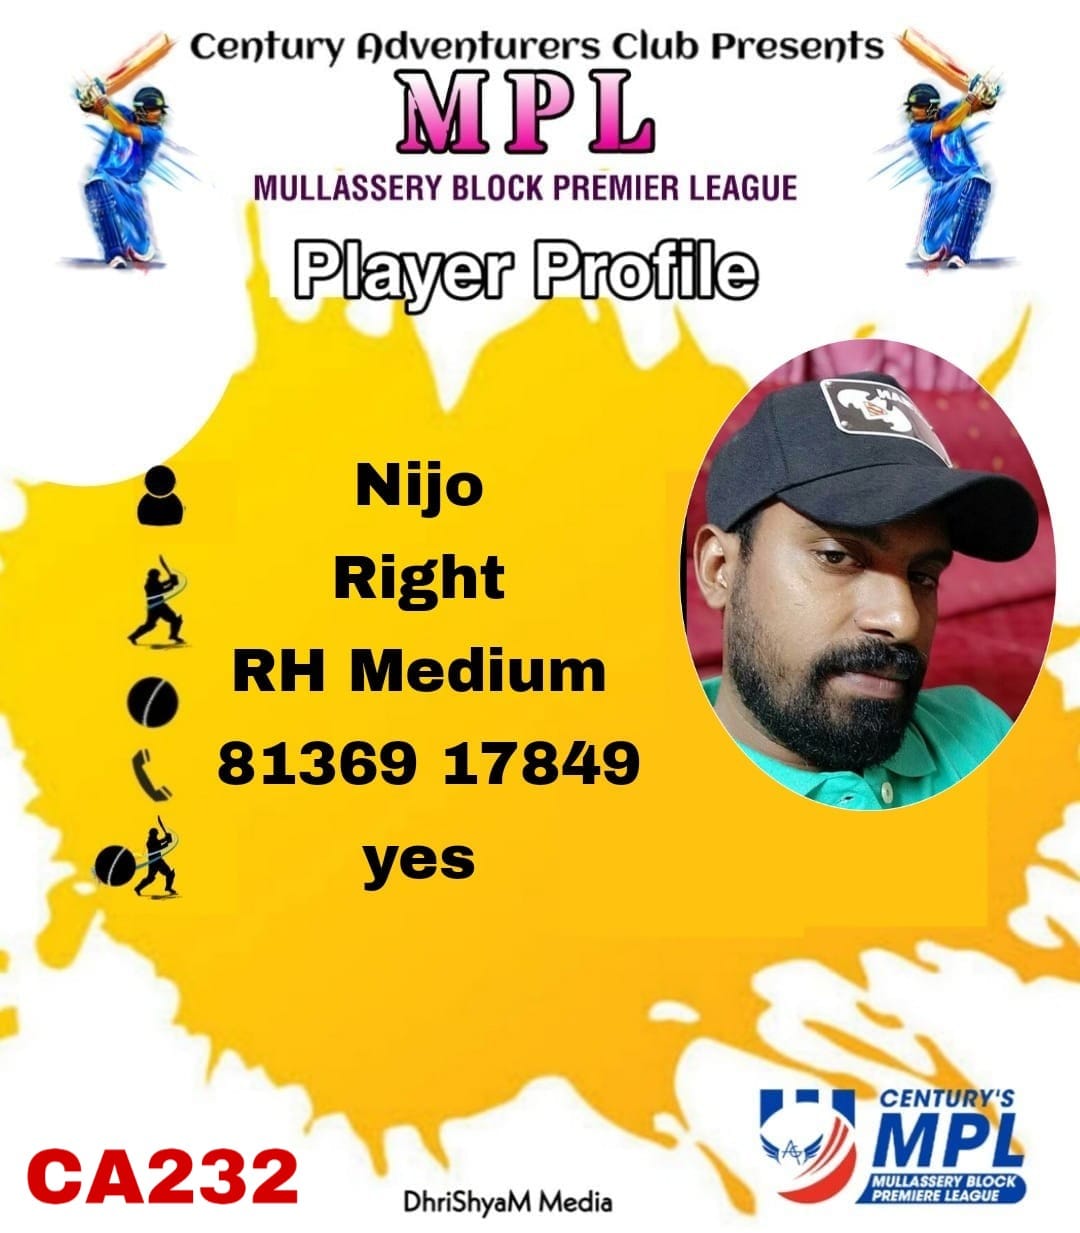 Century Adventurers Club Presents
MPL
MULLASSERY BLOCK PREMIER LEAGUE
Player Profile
Nijo
Right
RH Medium
81369 17849
yes
CENTURY'S
MPL
MULLASSERY BLOCK
PREMIERE LEAGUE
CA232
DhriShyaM Media